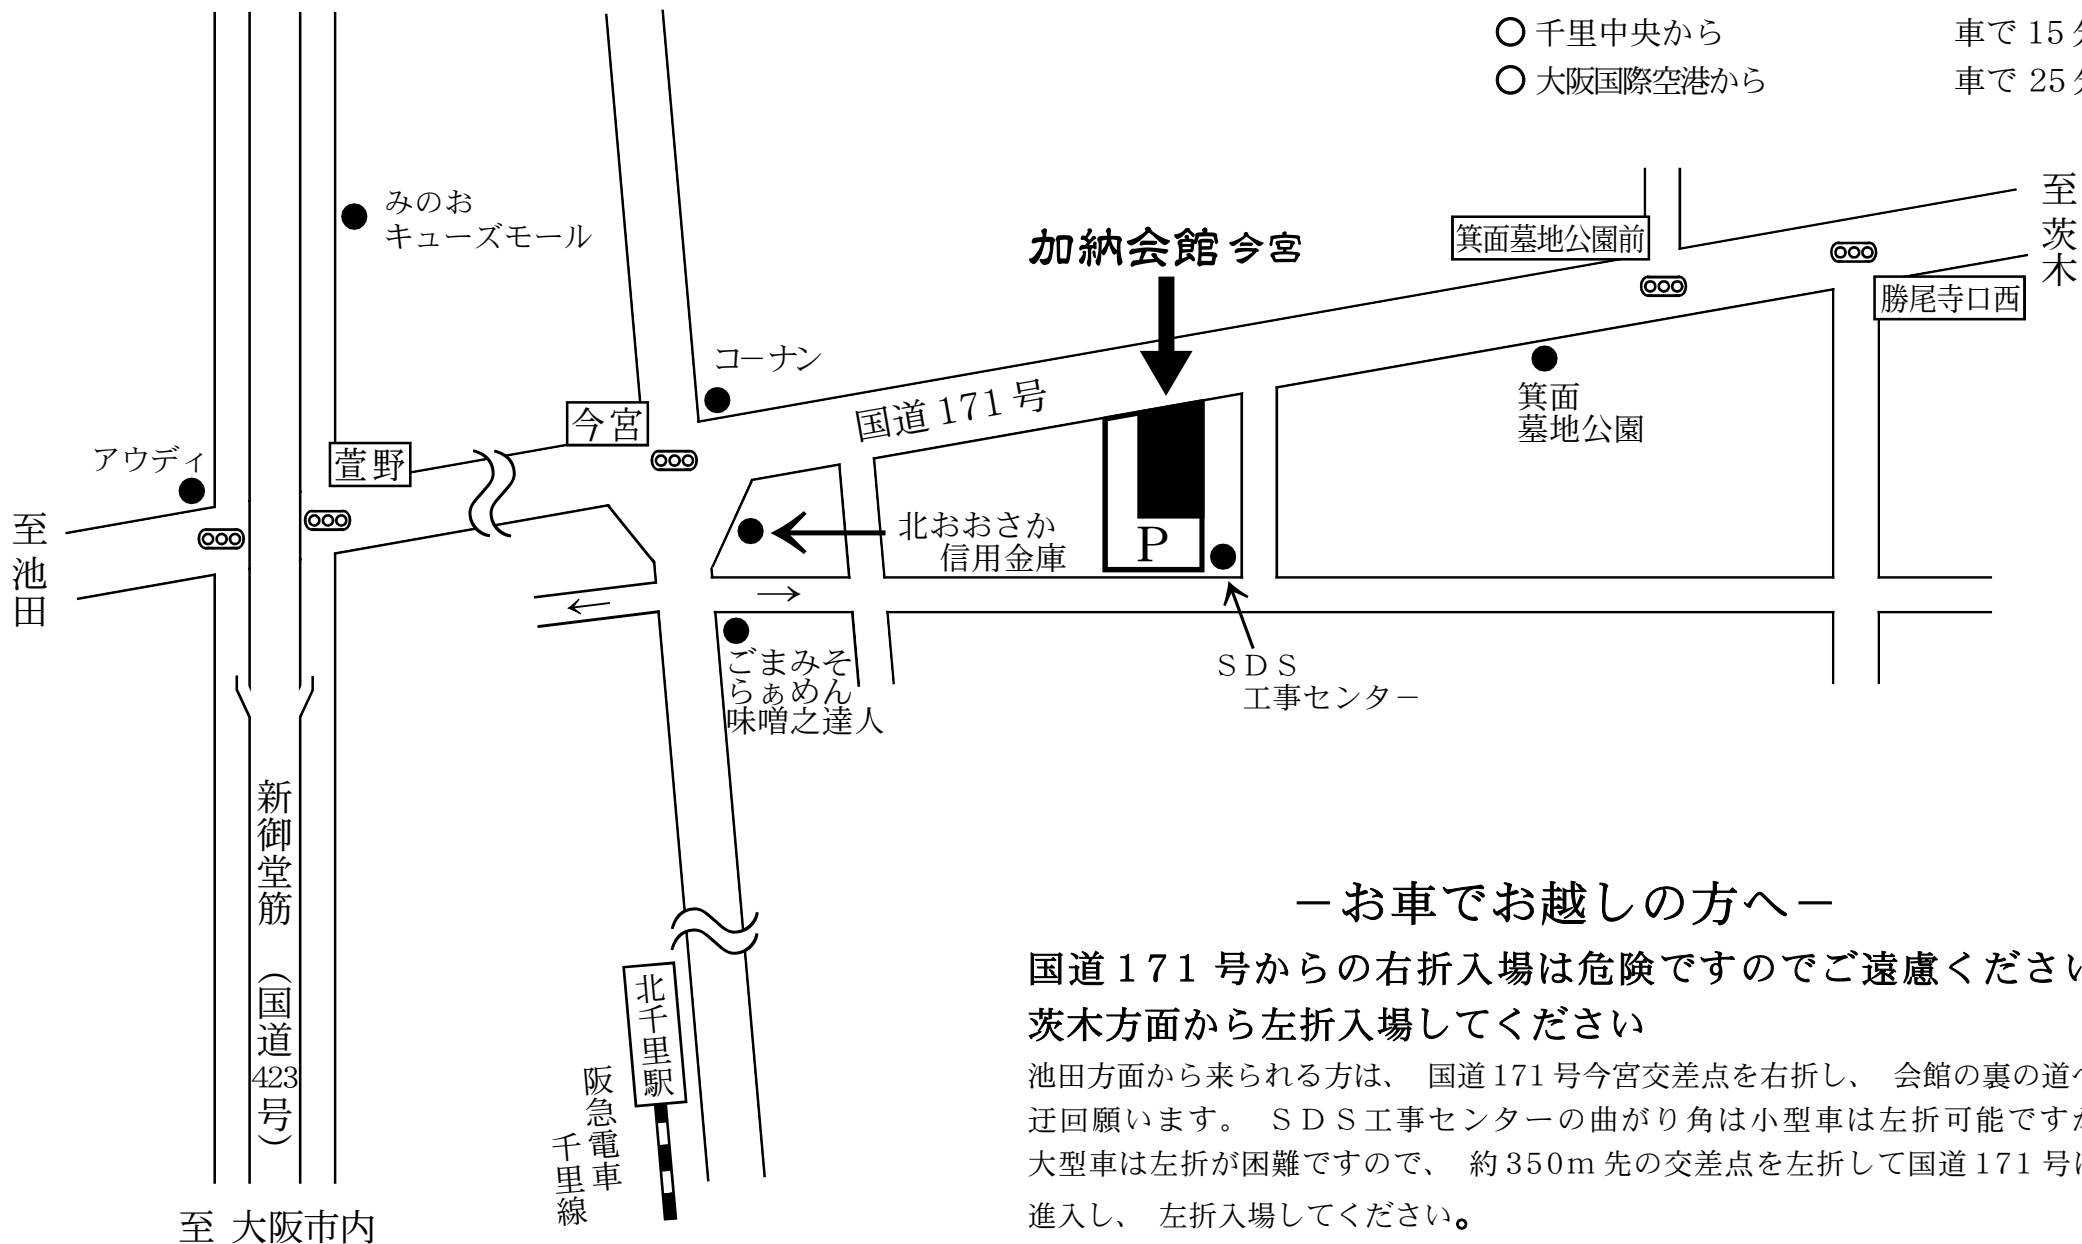 ○ 千里中央から 車で 15
○ 大阪国際空港から 車で 25
みのお
キューズモール
加納会館 今宮
箕面墓地公園前
至 茨木
勝尾寺口西
コーナン
国道 171 号
箕面
墓地公園
今宮
アウディ
萱野
至 池田
北おおさか
信用金庫
P
←
→
ごまみそ
らぁめん
味噌之達人
SDS
工事センター
新御堂筋 (国道 423 号)
北千里駅
阪急電車
千里線
至 大阪市内
－お車でお越しの方へ－
国道 171 号からの右折入場は危険ですのでご遠慮ください
茨木方面から左折入場してください
池田方面から来られる方は、 国道 171 号今宮交差点を右折し、 会館の裏の道へ
迂回願います。 SDS工事センターの曲がり角は小型車は左折可能ですが
大型車は左折が困難ですので、 約 350m 先の交差点を左折して国道 171 号に
進入し、 左折入場してください。